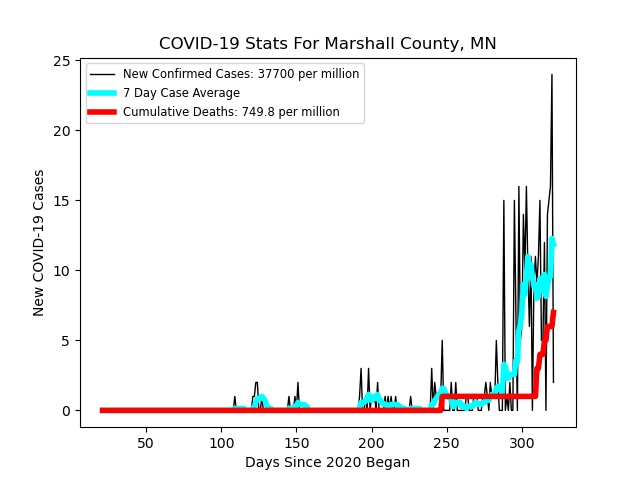 COVID-19 Stats For Marshall County, MN
New Confirmed Cases: 37700 per million
7 Day Case Average
Cumulative Deaths: 749.8 per million
New COVID-19 Cases
25
20
15
10
5
0
50
100
150
200
250
300
Days Since 2020 Began